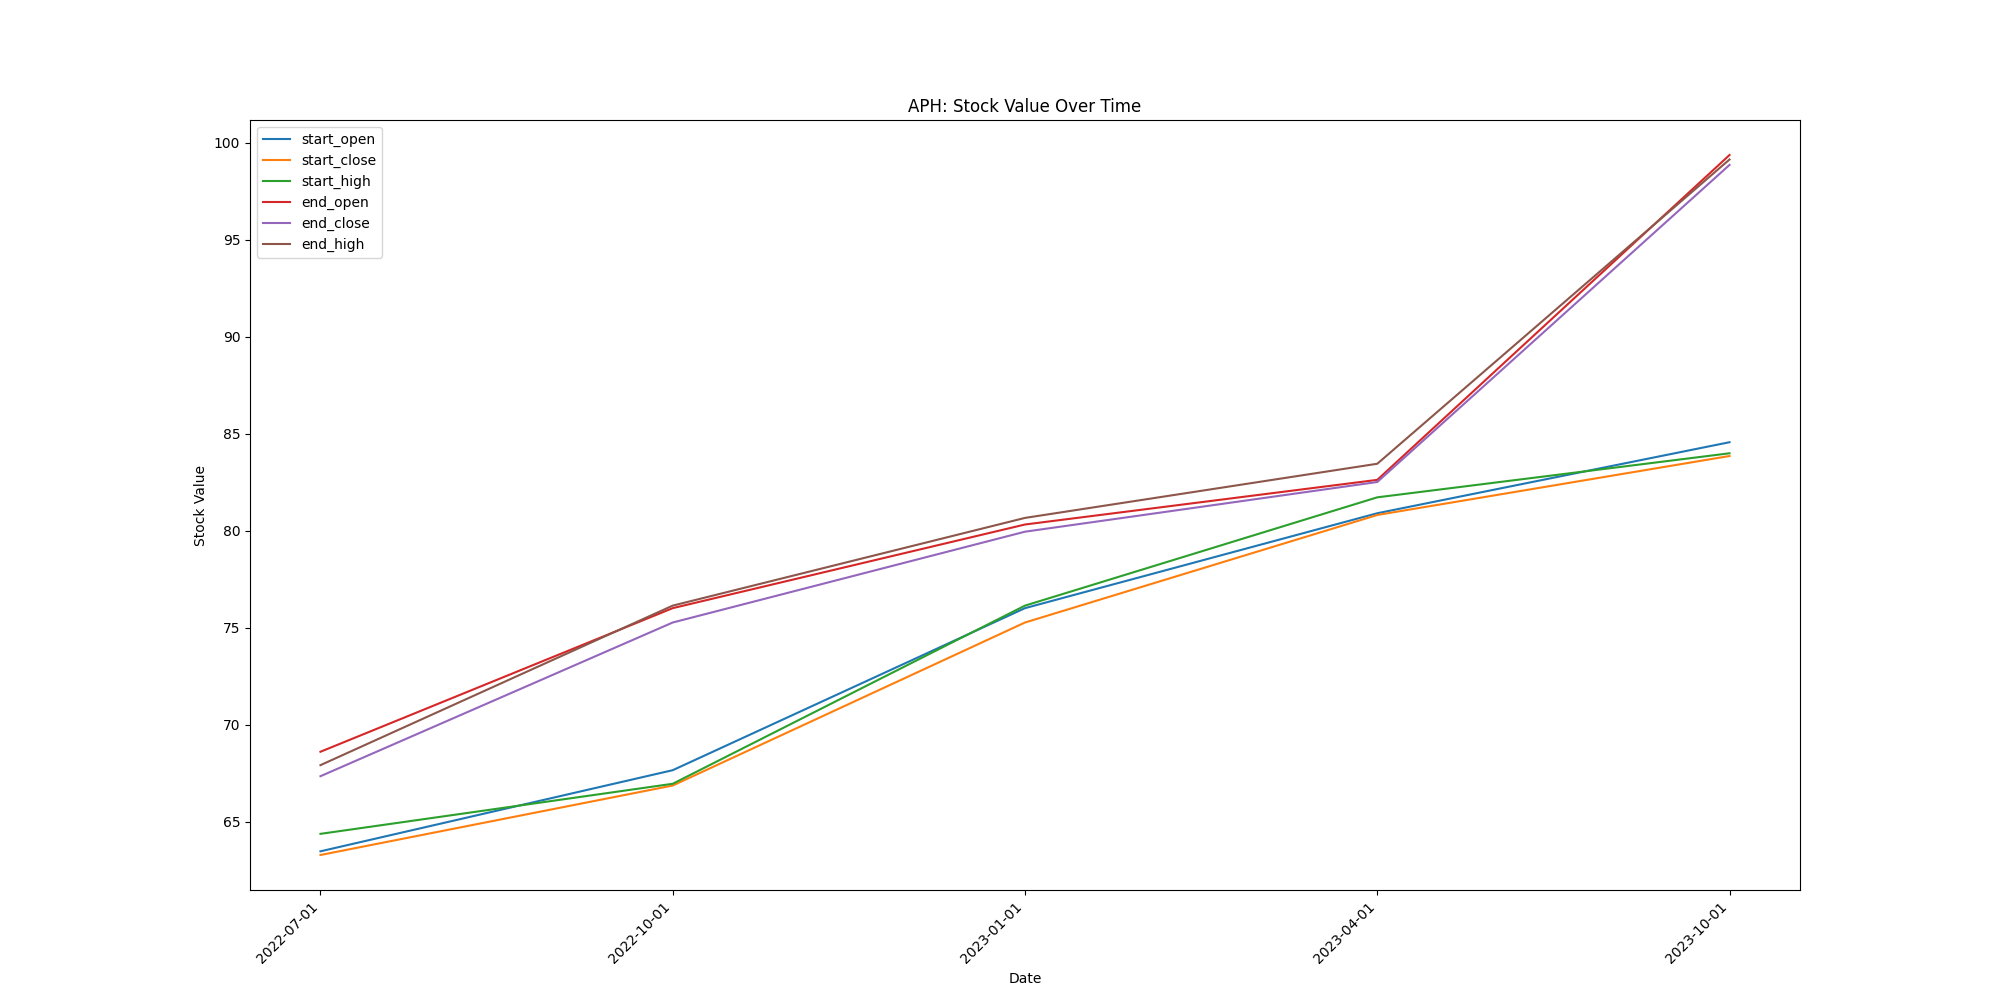 APH: Stock Value Over Time
start_open
start_close
start_high
end_open
end_close
end_high
100
95
90
85
80
75
70
65
Stock Value
2022-07-01
2022-10-01
2023-01-01
2023-04-01
2023-10-01
Date